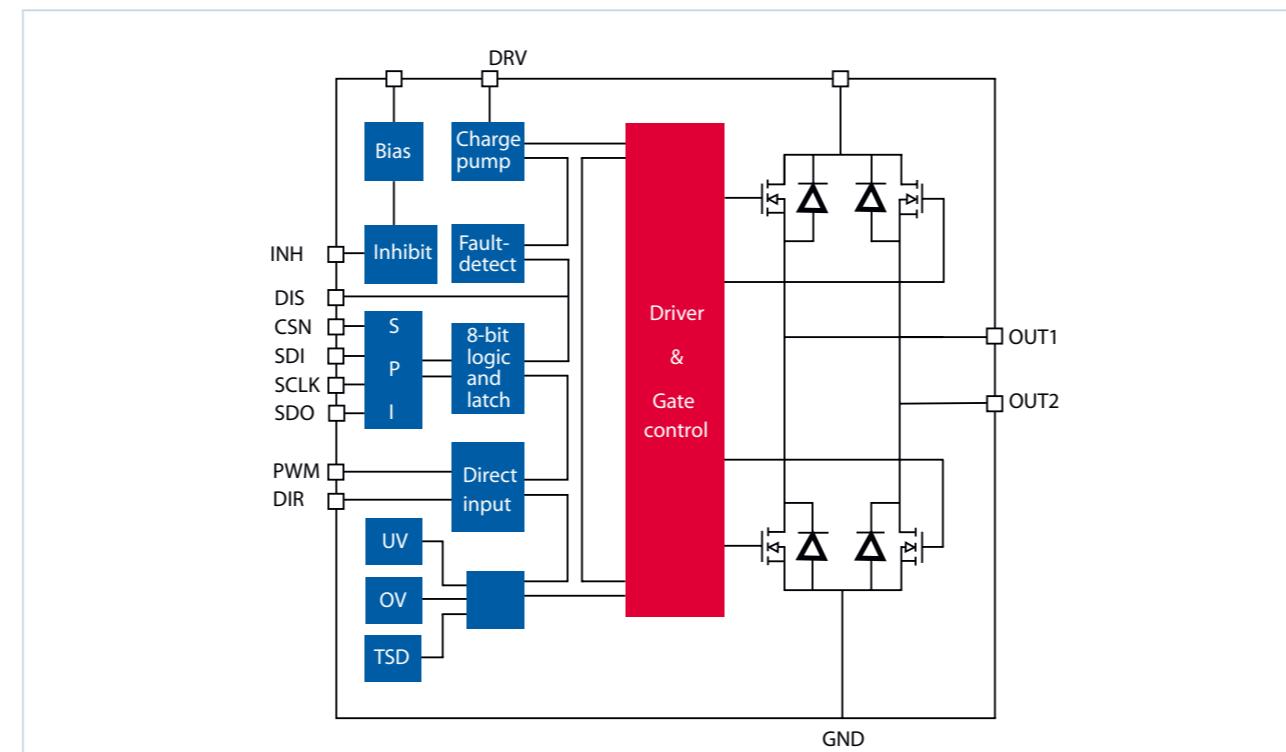 DRV
Bias
Charge
pump
INH
Inhibit
Fault-
detect
DIS
CSN
SDI
SCLK
SDO
S
P
I
8-bit
logic
and
latch
PWM
DIR
Direct
input
UV
OV
TSD
Driver
&
Gate
control
OUT1
OUT2
GND